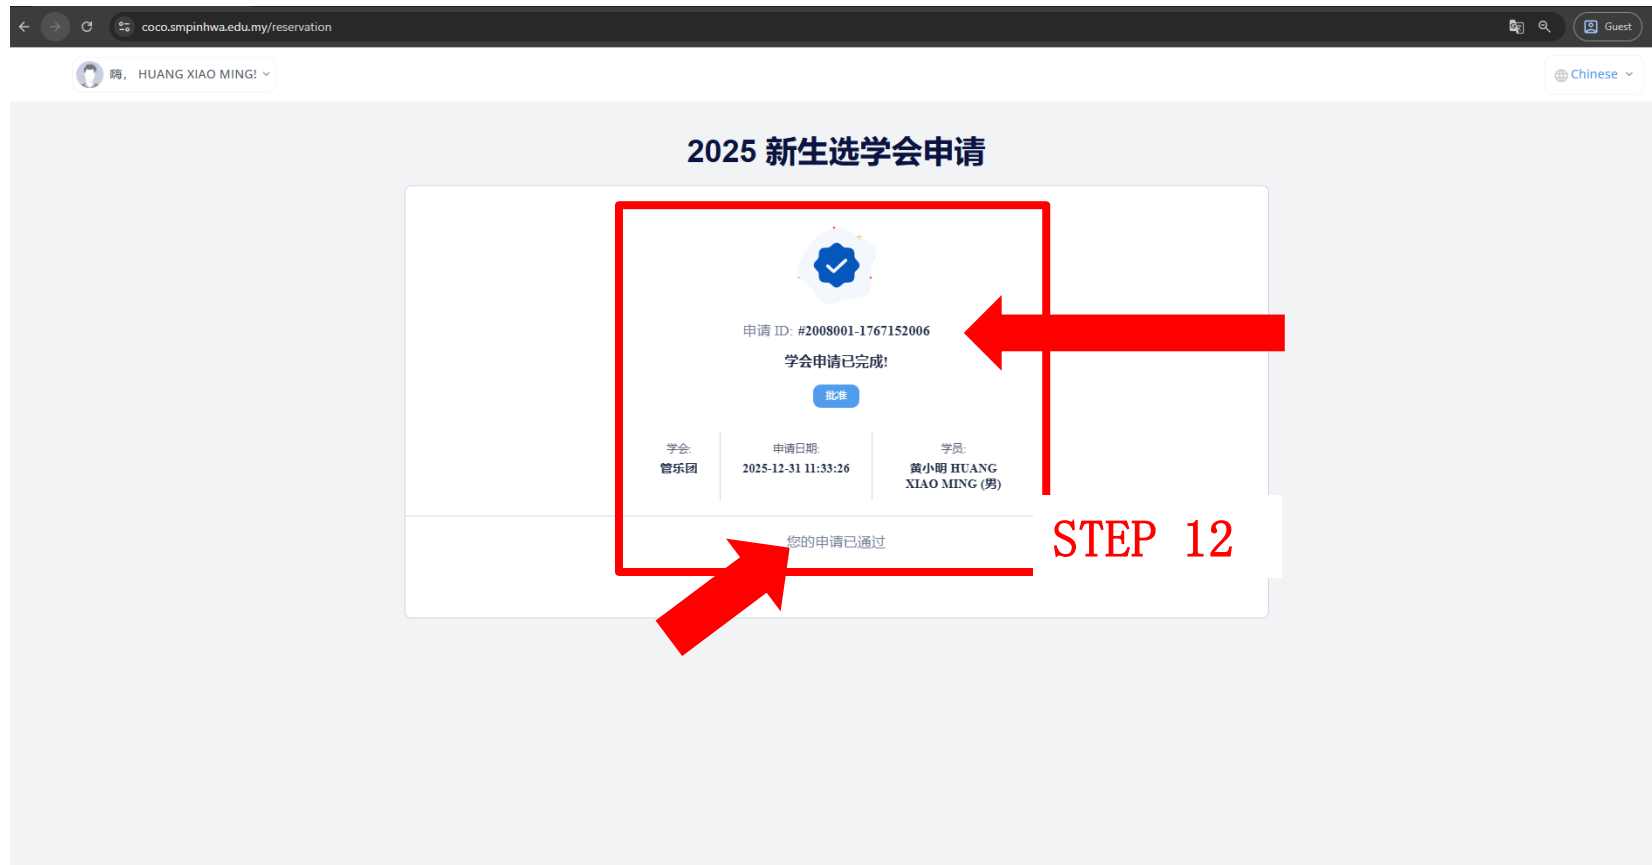 coco.smpinhwa.edu.my/reservation
Guest
嗨, HUANG XIAO MING!
Chinese
2025 新生选学会申请
申请 ID: #2008001-1767152006
学会申请已完成!
批准
学会:
管乐团
申请日期:
2025-12-31 11:33:26
学员:
黄小明 HUANG
XIAO MING (男)
您的申请已通过
STEP 12